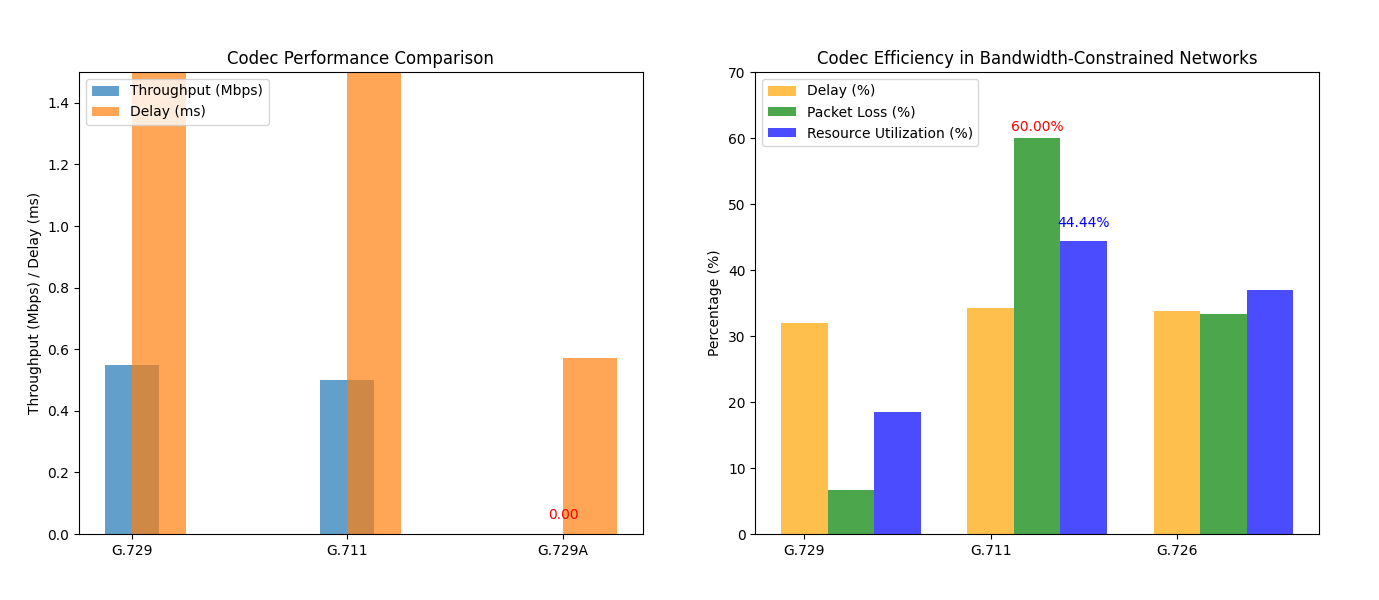 Codec Performance Comparison
Throughput (Mbps)
Delay (ms)
Throughput (Mbps) / Delay (ms)
1.4
1.2
1.0
0.8
0.6
0.4
0.2
0.0
0.00
G.729
G.711
G.729A
Codec Efficiency in Bandwidth-Constrained Networks
Delay (%)
Packet Loss (%)
Resource Utilization (%)
Percentage (%)
70
60
50
40
30
20
10
0
60.00%
44.44%
G.729
G.711
G.726